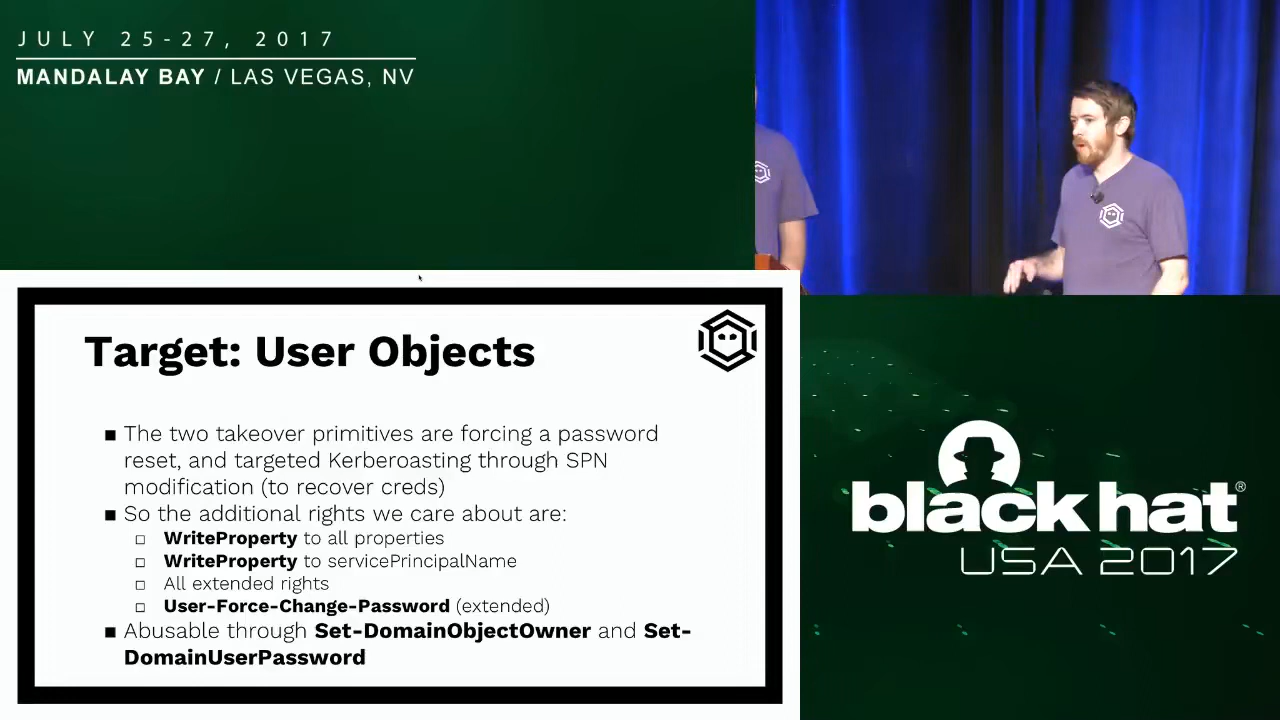 JULY 25-27, 2017
MANDALAY BAY / LAS VEGAS, NV
Target: User Objects
■ The two takeover primitives are forcing a password
reset, and targeted Kerberoasting through SPN
modification (to recover creds)
■ So the additional rights we care about are:
□ WriteProperty to all properties
□ WriteProperty to servicePrincipalName
□ All extended rights
□ User-Force-Change-Password (extended)
■ Abusable through Set-DomainObjectOwner and Set-
DomainUserPassword
black hat®
USA 2017